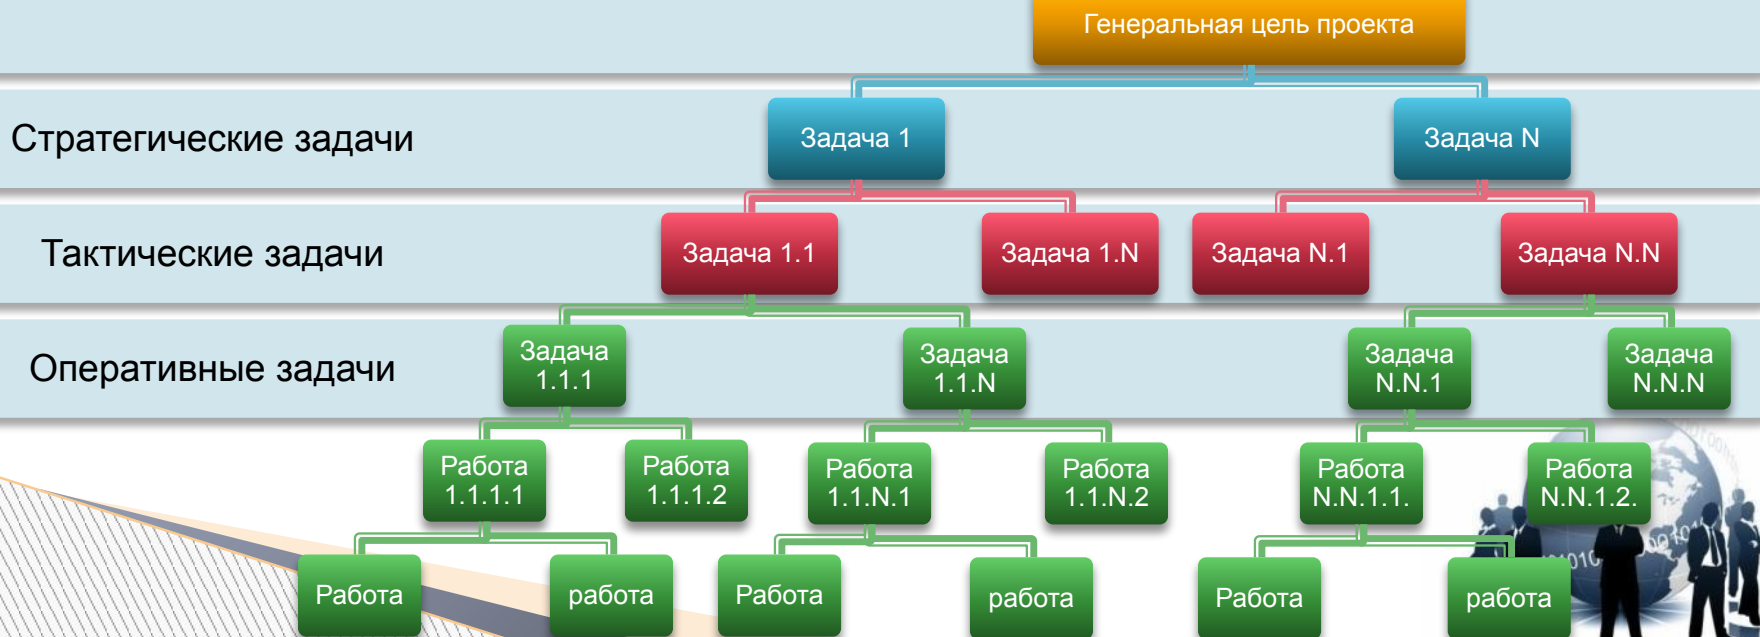 Генеральная цель проекта
Стратегические задачи
Задача 1
Задача N
Тактические задачи
Задача 1.1
Задача 1.N
Задача N.1
Задача N.N
Оперативные задачи
Задача
1.1.1
Задача
1.1.N
Задача
N.N.1
Задача
N.N.N
Работа
1.1.1.1
Работа
1.1.1.2
Работа
1.1.N.1
Работа
1.1.N.2
Работа
N.N.1.1.
Работа
N.N.1.2.
Работа
работа
Работа
работа
Работа
работа